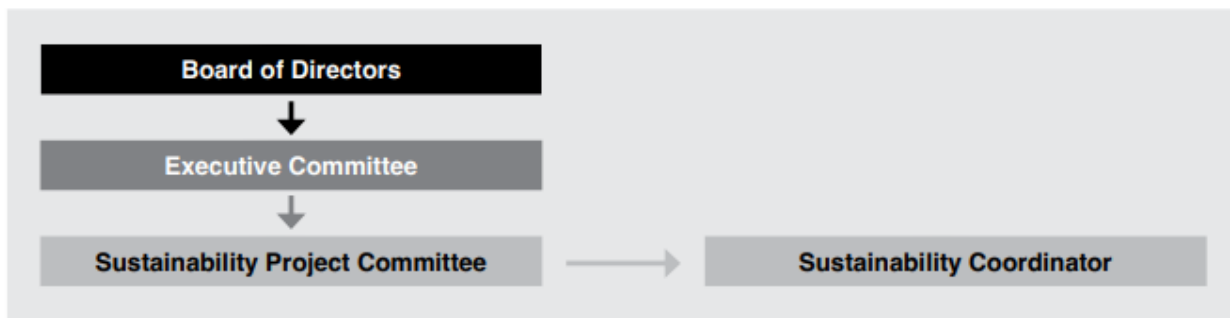 Board of Directors
Executive Committee
Sustainability Project Committee
Sustainability Coordinator